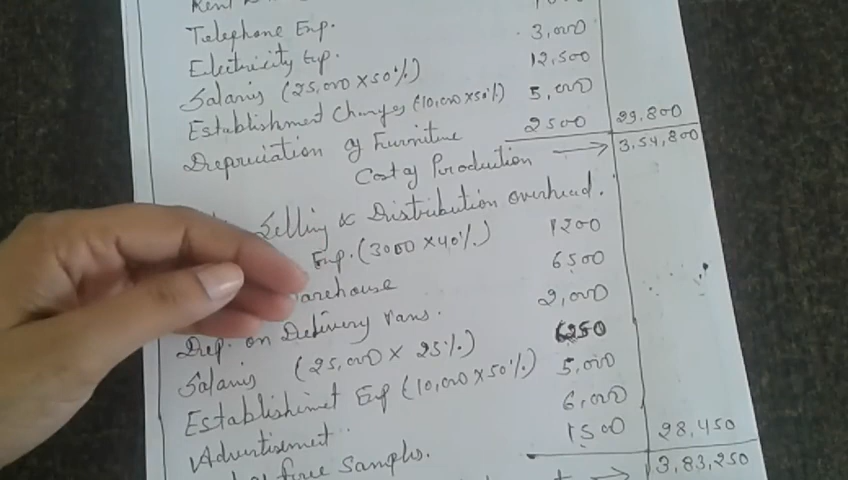 Telephone Exp. 3,000
Electricity Exp. 12,500
Salaris (25,000 x 50%) 5,000
Establishment Charges (10,000 x 50%) 2500 29,800
Depreciation of Furniture
Cost of Production → 3,54,800
Selling & Distribution overhead.
Exp. (3000 x 40%) 1200
arehouse 6500
Dep. on Delivery vans. 2,000
Salaris (25,000 x 25%) 6250
Establishimet Exp (10,000 x 50%) 5,000
Advertisement 6,000
free samples. 1500 28,450
→ 3,83,250